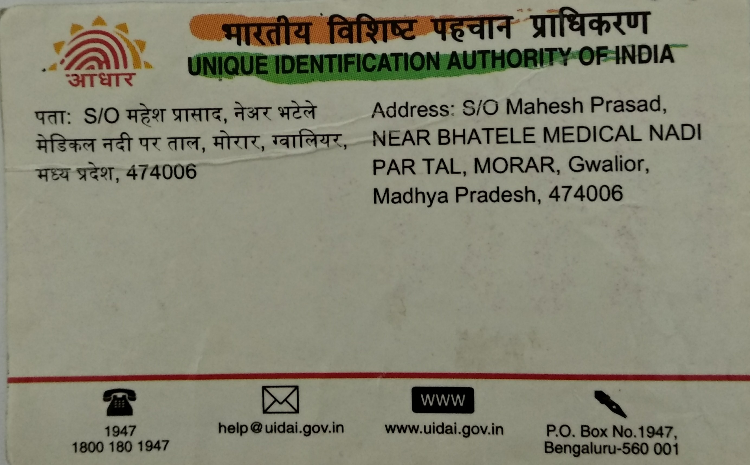 भारतीय विशिष्ट पहचान प्राधिकरण
UNIQUE IDENTIFICATION AUTHORITY OF INDIA
आधार
पता: S/O महेश प्रसाद, नेअर भटेले
मेडिकल नदी पर ताल, मोरार, ग्वालियर,
मध्य प्रदेश, 474006
Address: S/O Mahesh Prasad,
NEAR BHATELE MEDICAL NADI
PAR TAL, MORAR, Gwalior,
Madhya Pradesh, 474006
1947
1800 180 1947
help@uidai.gov.in
WWW
www.uidai.gov.in
P.O. Box No.1947,
Bengaluru-560 001